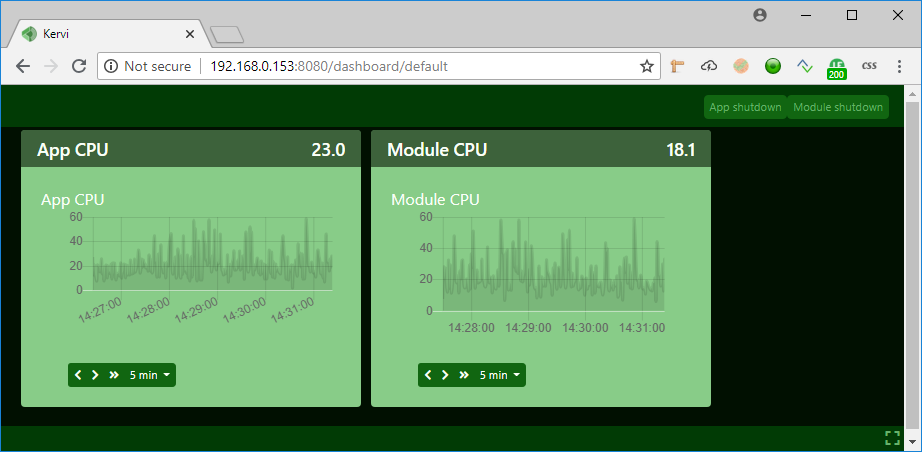 Kervi
Not secure 192.168.0.153:8080/dashboard/default
200
CSS
App shutdown Module shutdown
App CPU 23.0
App CPU
60
40
20
0
14:27:00 14:28:00 14:29:00 14:30:00 14:31:00
5 min
Module CPU 18.1
Module CPU
60
40
20
0
14:28:00 14:29:00 14:30:00 14:31:00
5 min